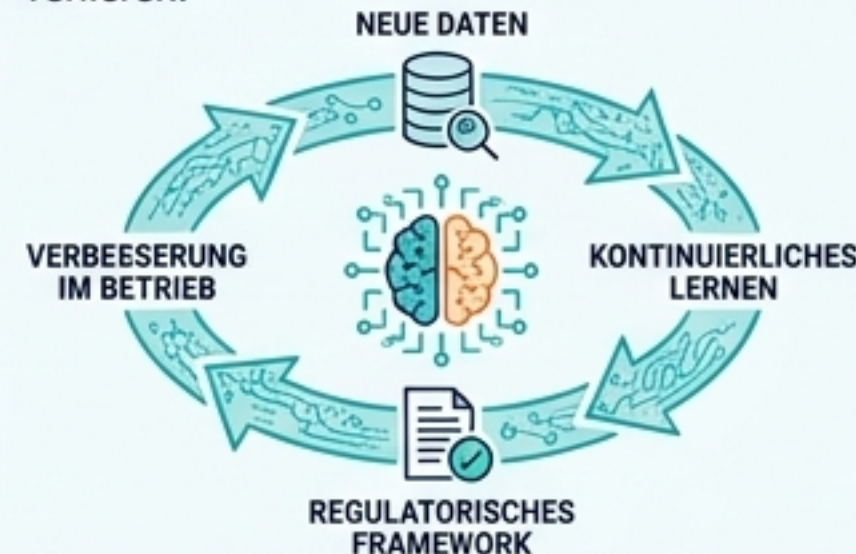 NEUE DATEN
VERBEESERUNG
IM BETRIEB
KONTINUIERLICHES
LERNEN
REGULATORISCHES
FRAMEWORK